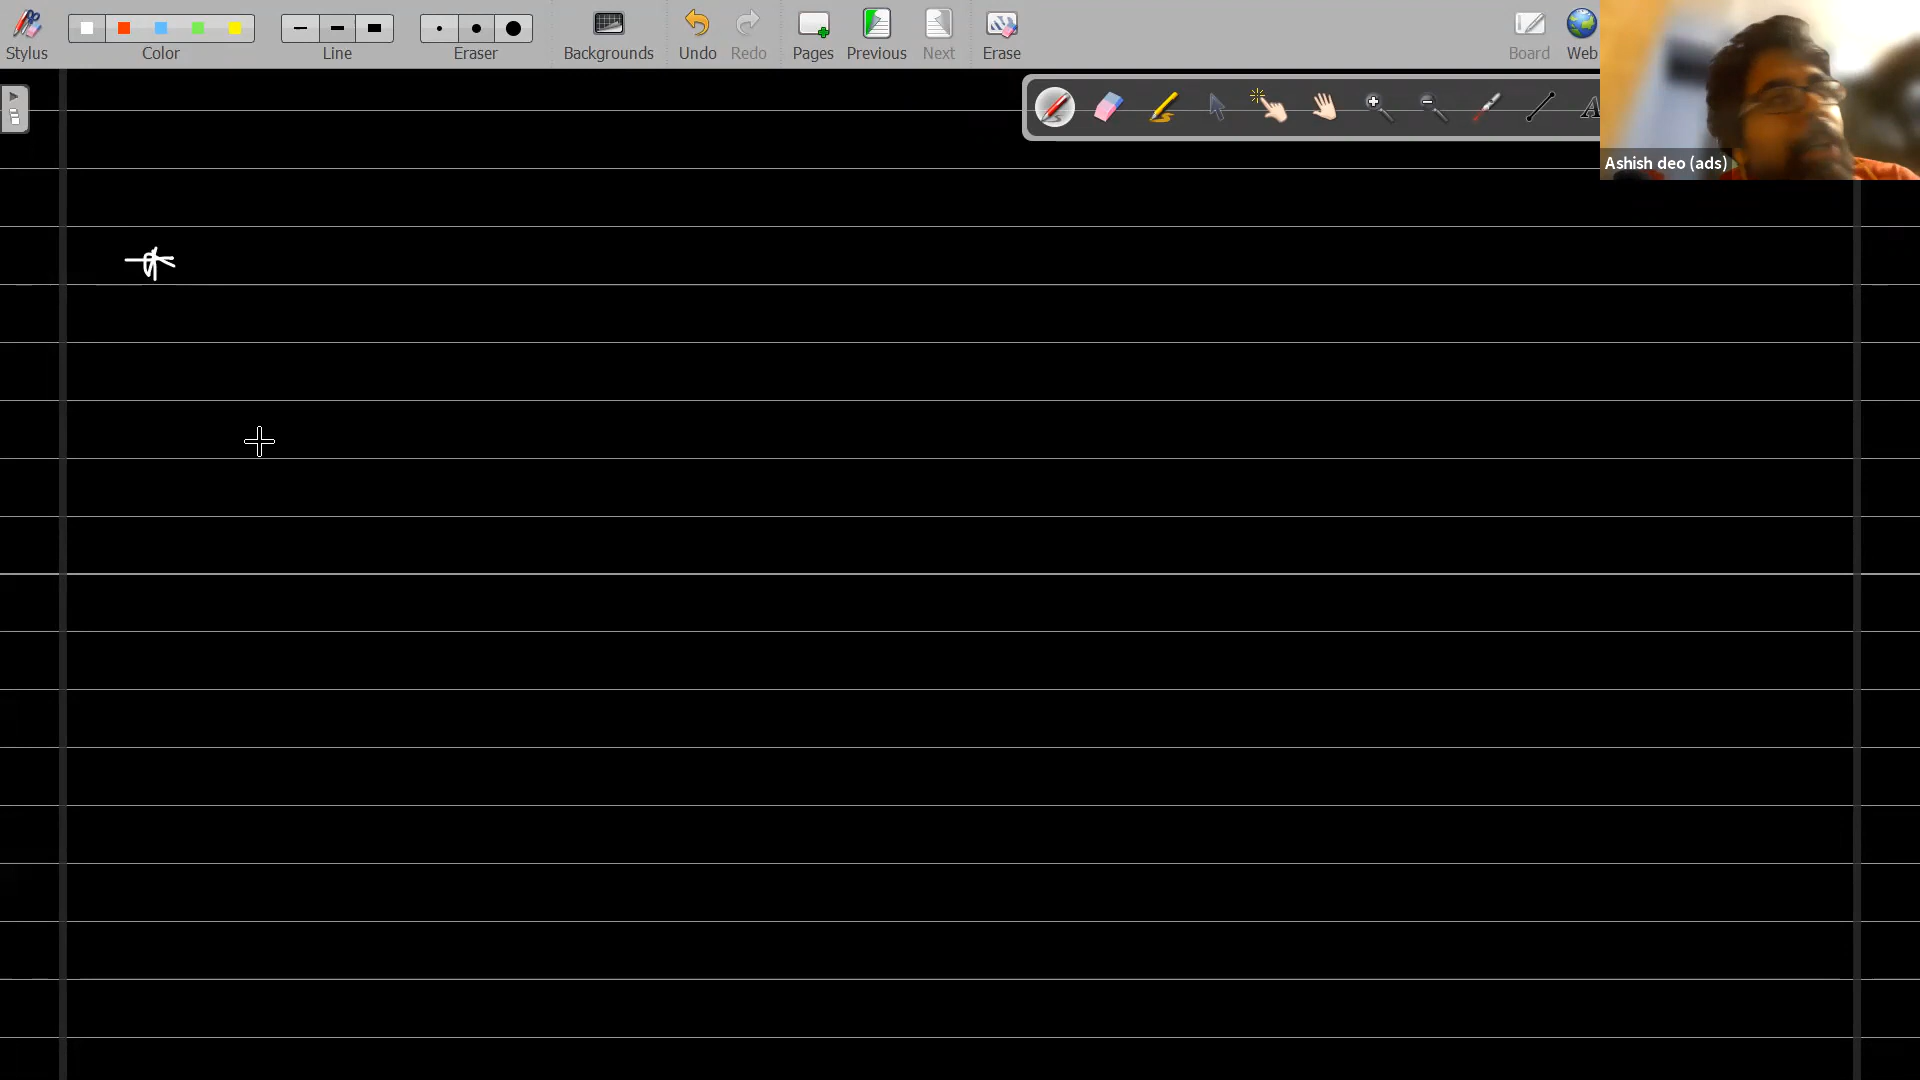 Stylus
Color
Line
Eraser
Backgrounds
Undo
Redo
Pages
Previous
Next
Erase
Board
Web
A
Ashish deo (ads)